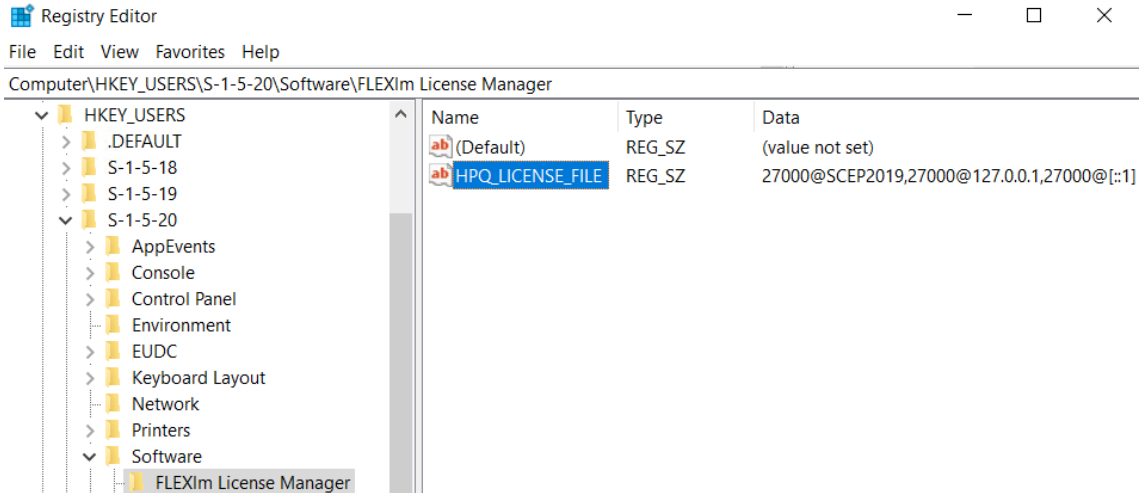 Registry Editor
File Edit View Favorites Help
Computer\HKEY_USERS\S-1-5-20\Software\FLEXlm License Manager
HKEY_USERS
.DEFAULT
S-1-5-18
S-1-5-19
S-1-5-20
AppEvents
Console
Control Panel
Environment
EUDC
Keyboard Layout
Network
Printers
Software
FLEXlm License Manager
Name Type Data
ab (Default) REG_SZ (value not set)
ab HPQ_LICENSE_FILE REG_SZ 27000@SCEP2019,27000@127.0.0.1,27000@[::1]